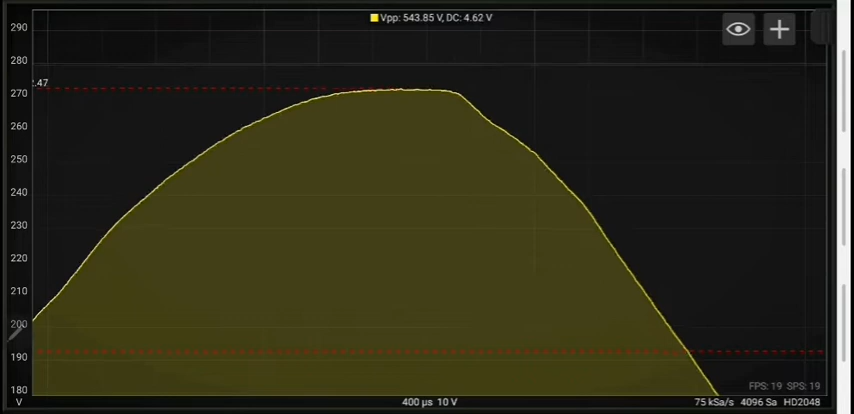 Vpp: 543.85 V, DC: 4.62 V
290
280
.47
270
260
250
240
230
220
210
200
190
180
FPS: 19 SPS: 19
V
400 µs 10 V
75 kSa/s 4096 Sa HD2048